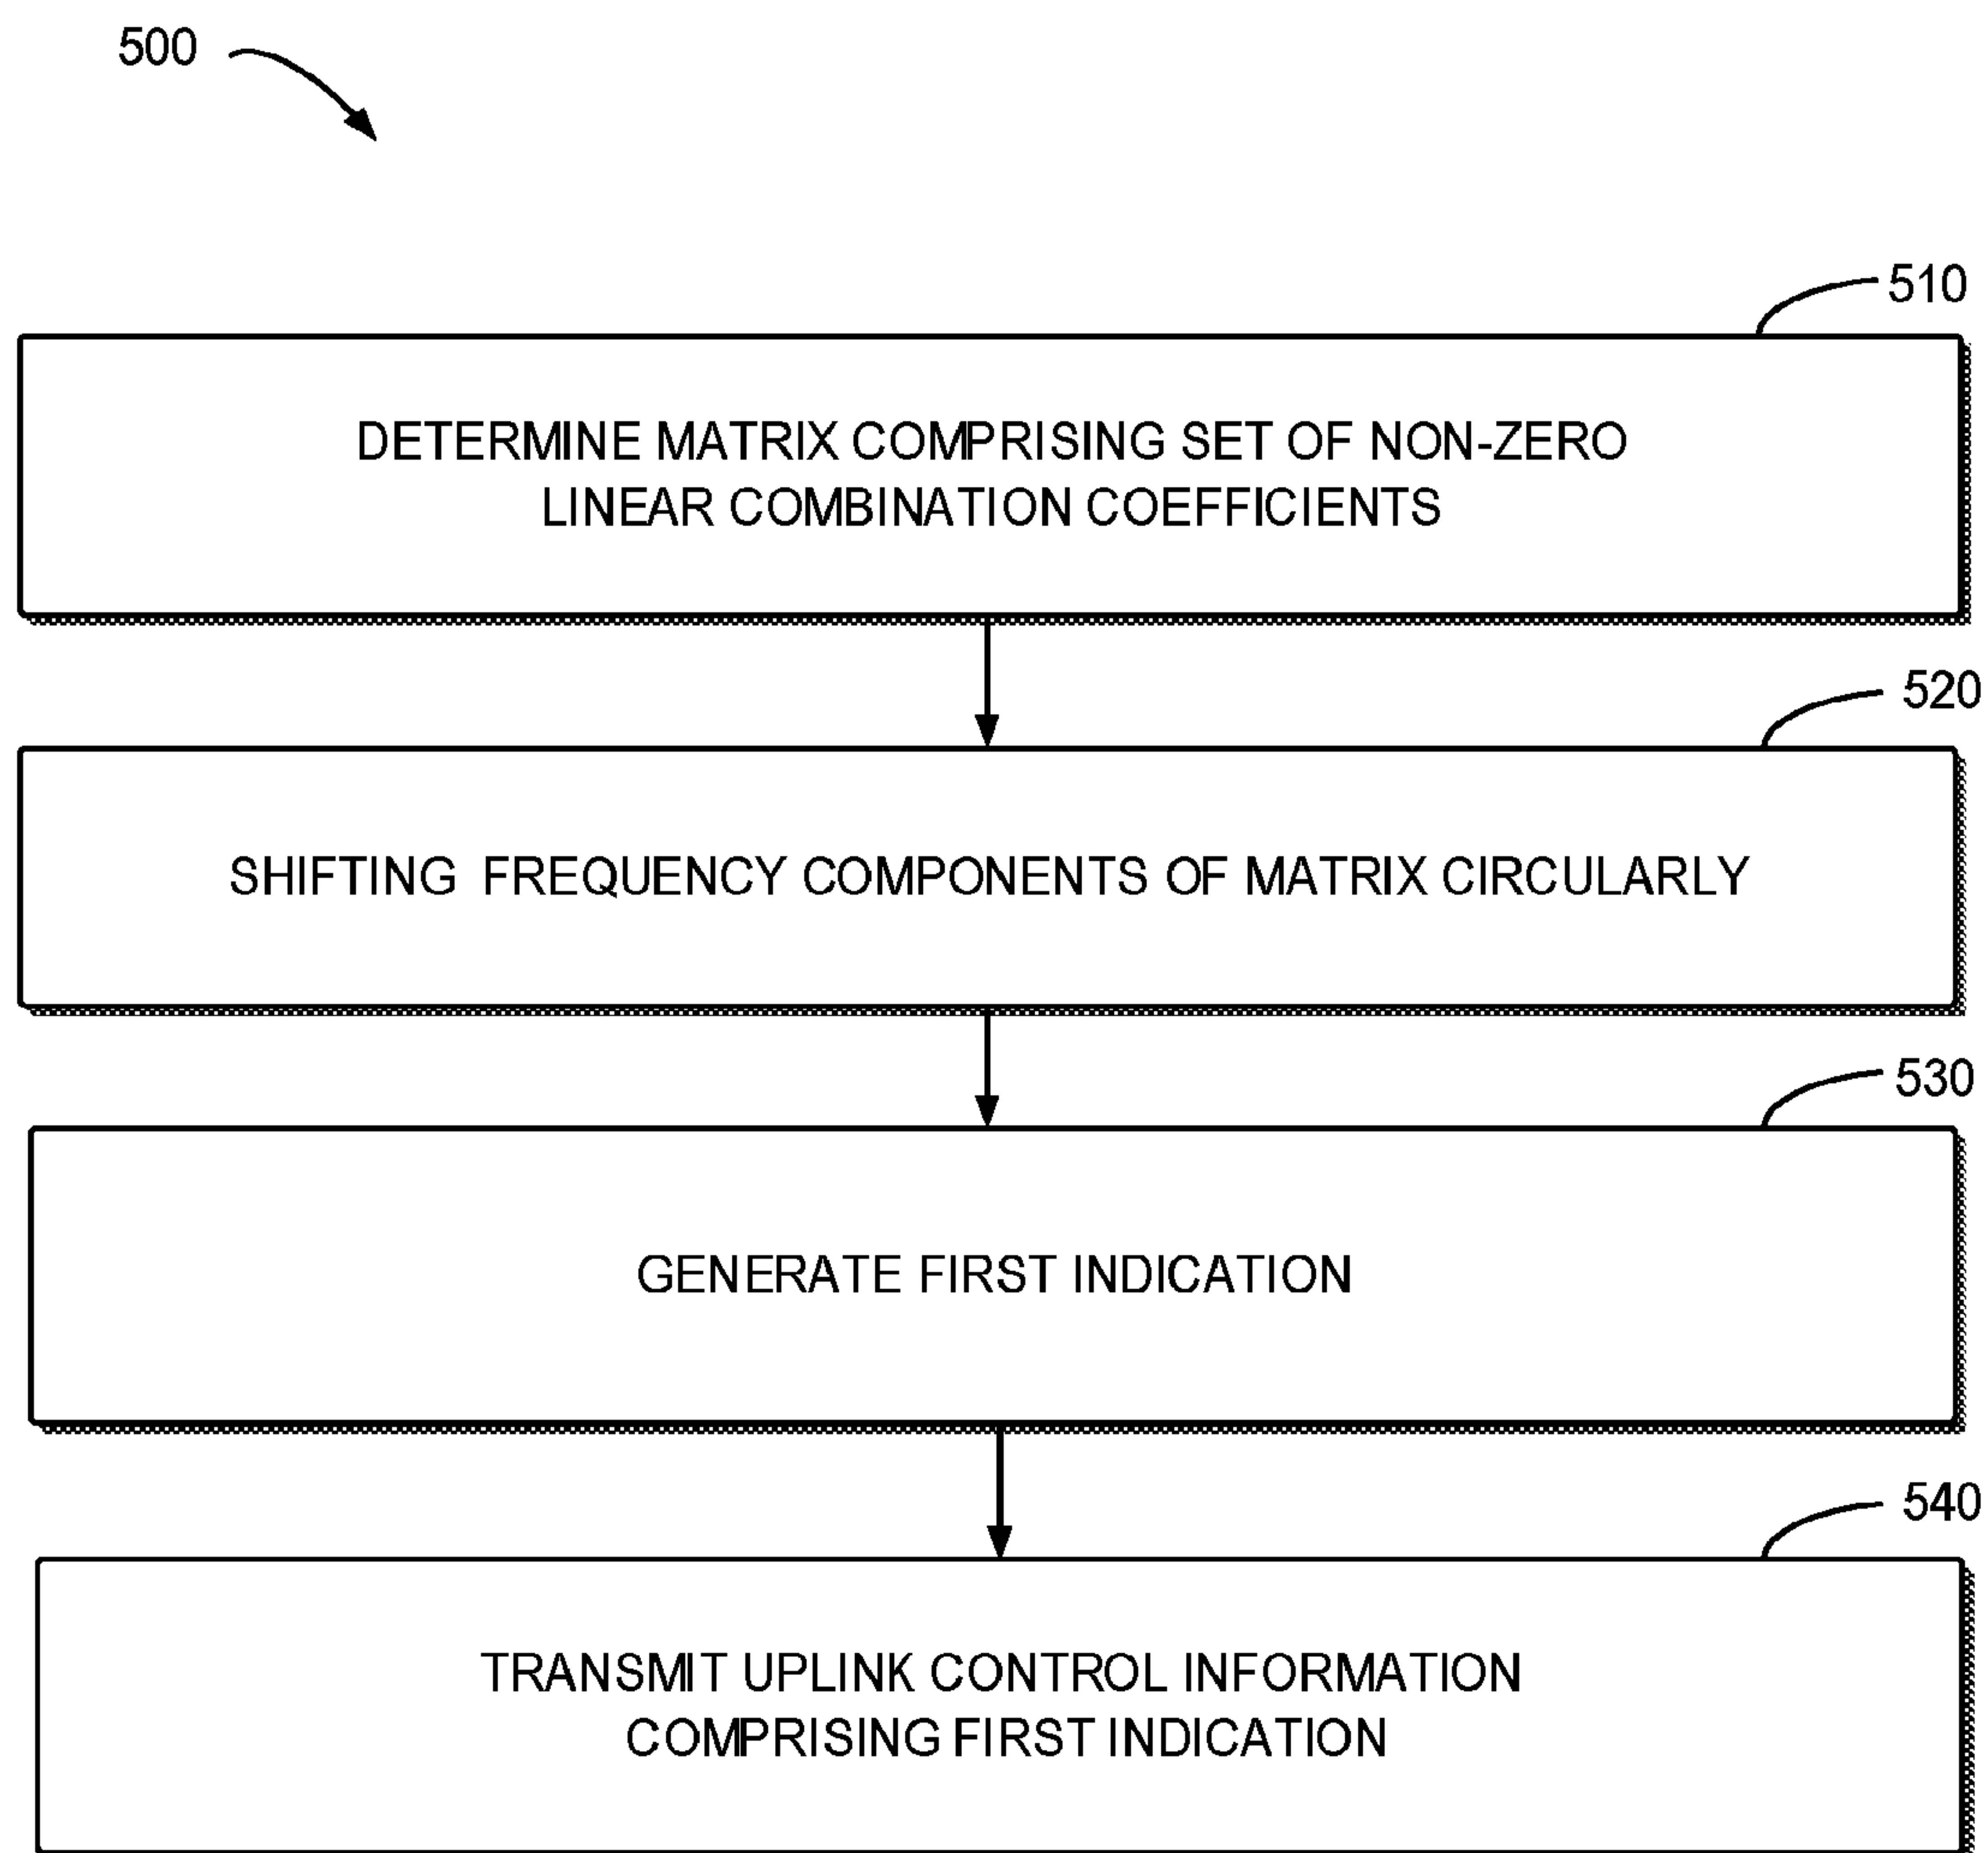 500
510
DETERMINE MATRIX COMPRISING SET OF NON-ZERO
LINEAR COMBINATION COEFFICIENTS
520
SHIFTING FREQUENCY COMPONENTS OF MATRIX CIRCULARLY
530
GENERATE FIRST INDICATION
540
TRANSMIT UPLINK CONTROL INFORMATION
COMPRISING FIRST INDICATION